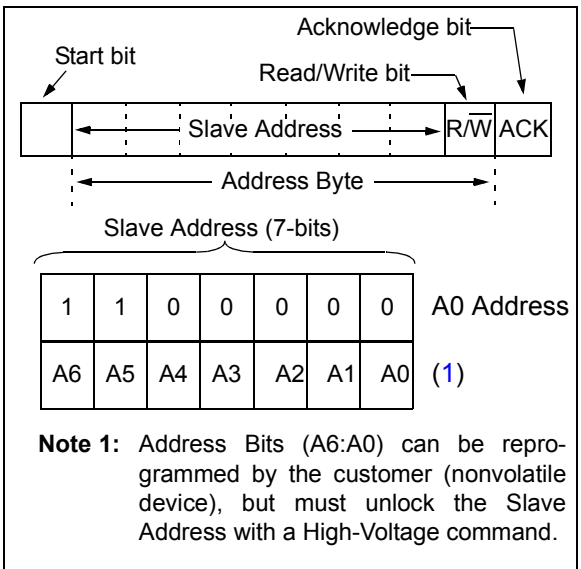 Acknowledge bit
Start bit
Read/Write bit
Slave Address R/W̅ ACK
Address Byte
Slave Address (7-bits)
1 1 0 0 0 0 0 A0 Address
A6 A5 A4 A3 A2 A1 A0 (1)
Note 1: Address Bits (A6:A0) can be repro-
grammed by the customer (nonvolatile
device), but must unlock the Slave
Address with a High-Voltage command.